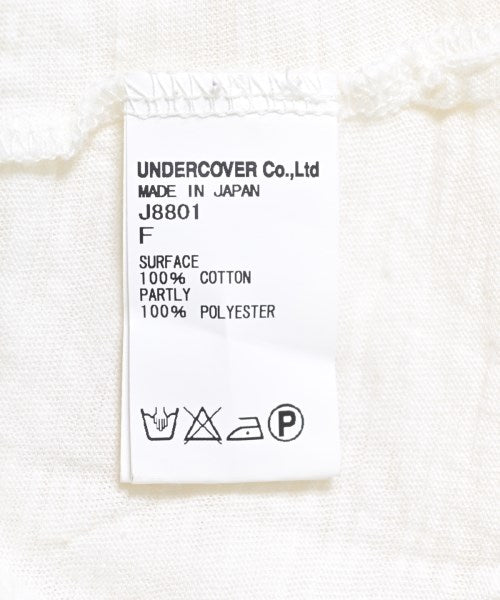 UNDERCOVER Co.,Ltd
MADE IN JAPAN
J8801
F
SURFACE
100% COTTON
PARTLY
100% POLYESTER
P